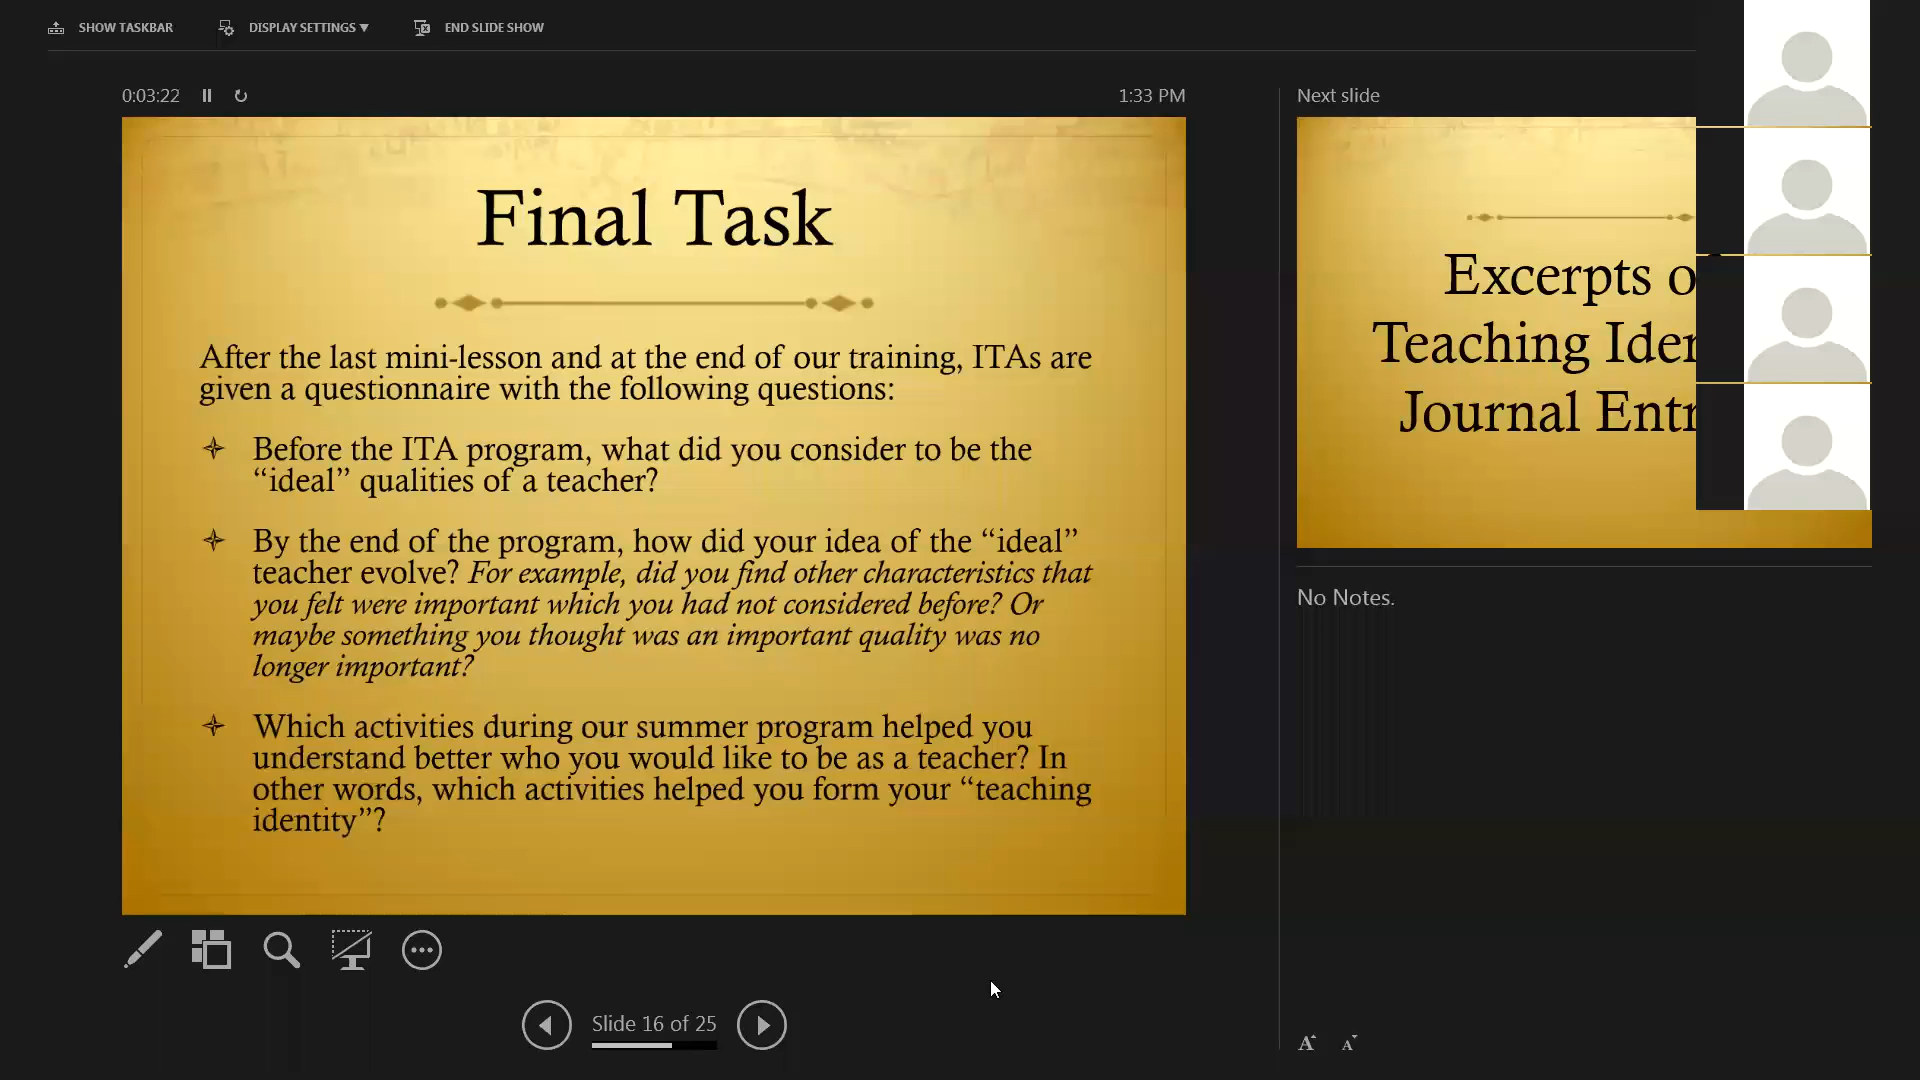 SHOW TASKBAR
DISPLAY SETTINGS
END SLIDE SHOW
0:03:22
1:33 PM
Final Task
After the last mini-lesson and at the end of our training, ITAs are
given a questionnaire with the following questions:
Before the ITA program, what did you consider to be the
“ideal” qualities of a teacher?
By the end of the program, how did your idea of the “ideal”
teacher evolve? For example, did you find other characteristics that
you felt were important which you had not considered before? Or
maybe something you thought was an important quality was no
longer important?
Which activities during our summer program helped you
understand better who you would like to be as a teacher? In
other words, which activities helped you form your “teaching
identity”?
Slide 16 of 25
Next slide
Excerpts
Teaching
Journal
No Notes.
A
A